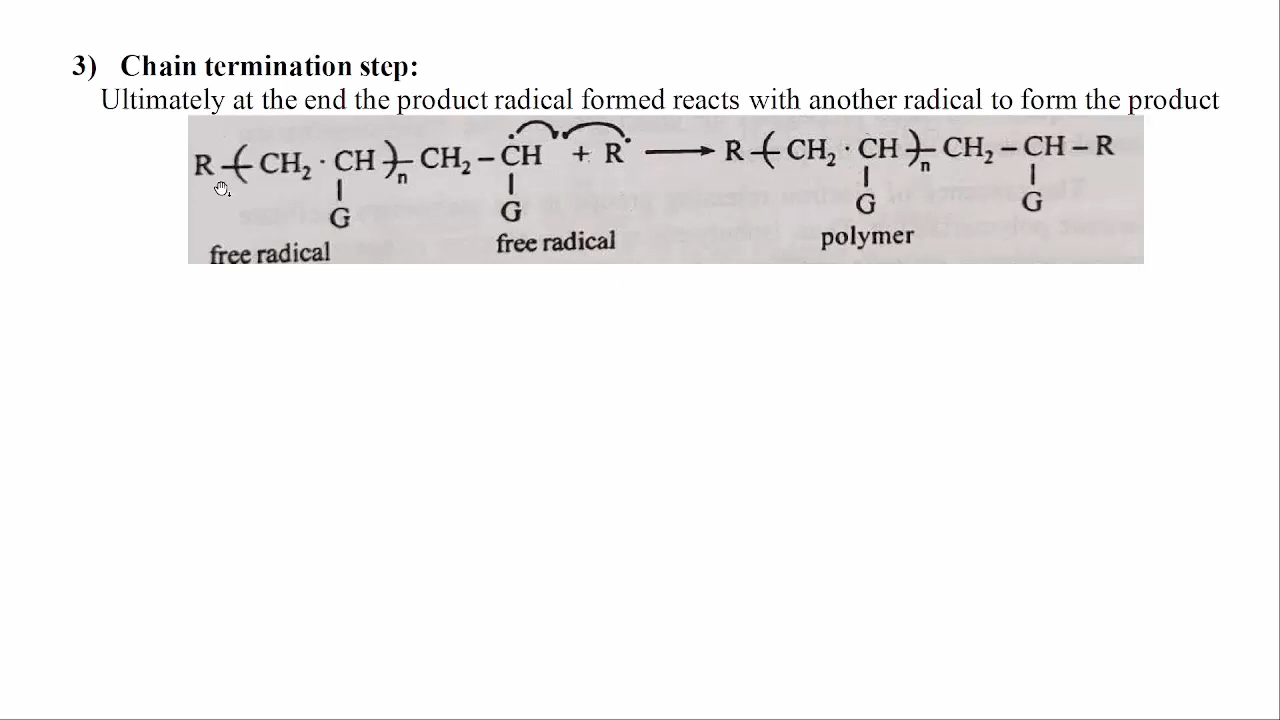 3) Chain termination step:
Ultimately at the end the product radical formed reacts with another radical to form the product
R-(CH₂ · CH)ₙ-CH₂ – ĊH + Ṙ ⟶ R-(CH₂ · CH)ₙ-CH₂ – CH – R
G G G G
free radical free radical polymer